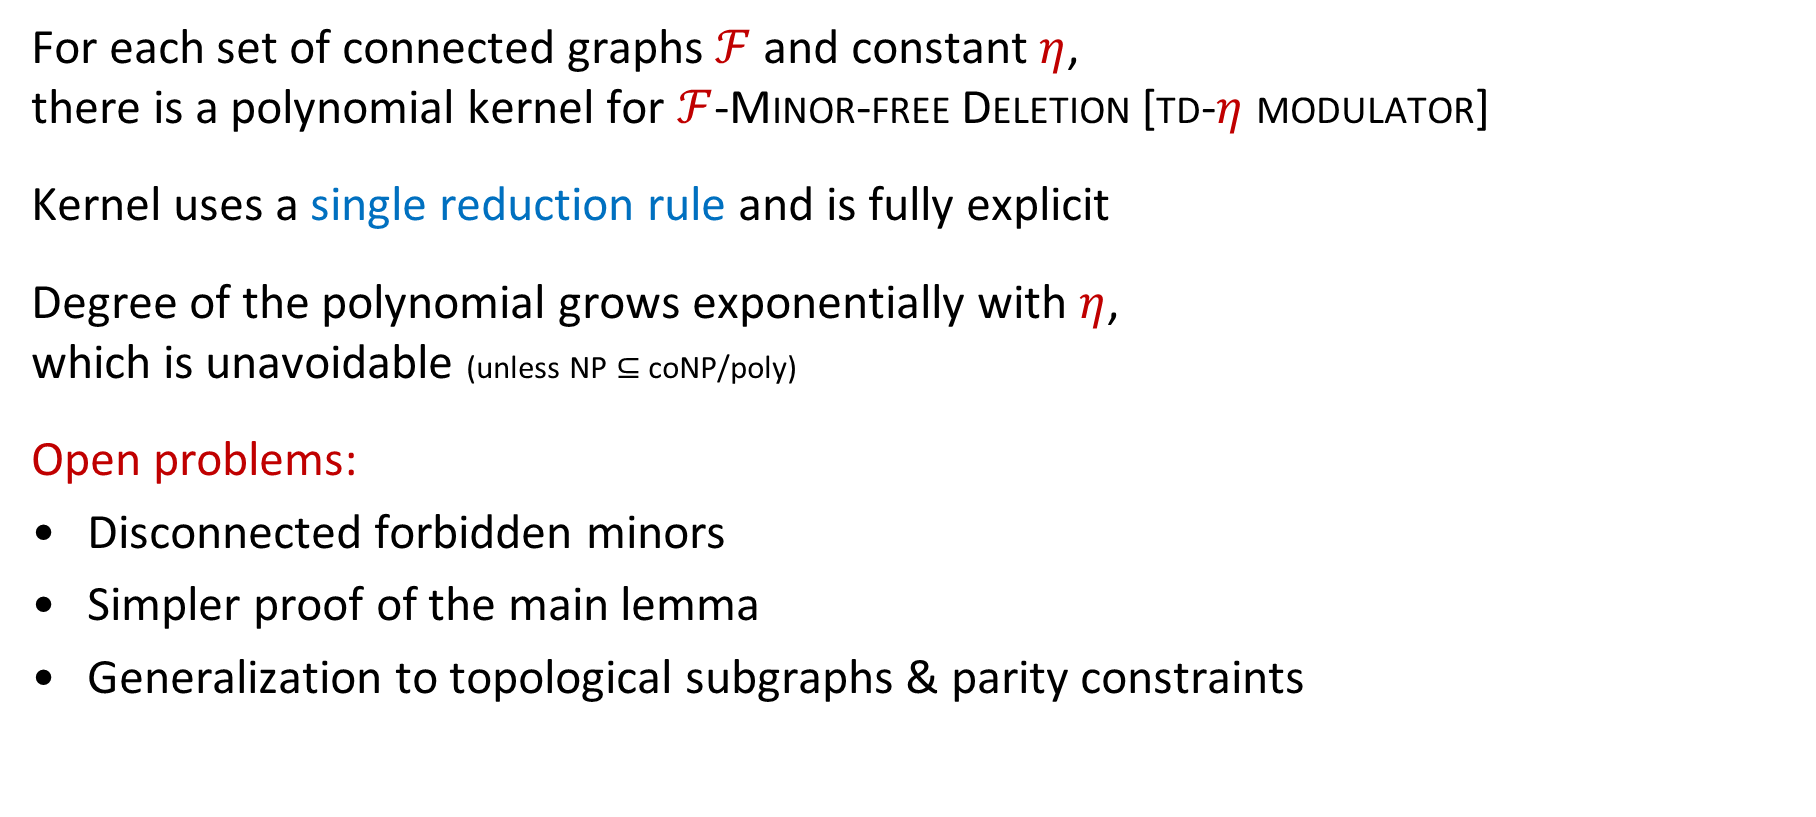 For each set of connected graphs ℱ and constant η,
there is a polynomial kernel for ℱ-Minor-free Deletion [td-η modulator]
Kernel uses a single reduction rule and is fully explicit
Degree of the polynomial grows exponentially with η,
which is unavoidable (unless NP ⊆ coNP/poly)
Open problems:
• Disconnected forbidden minors
• Simpler proof of the main lemma
• Generalization to topological subgraphs & parity constraints